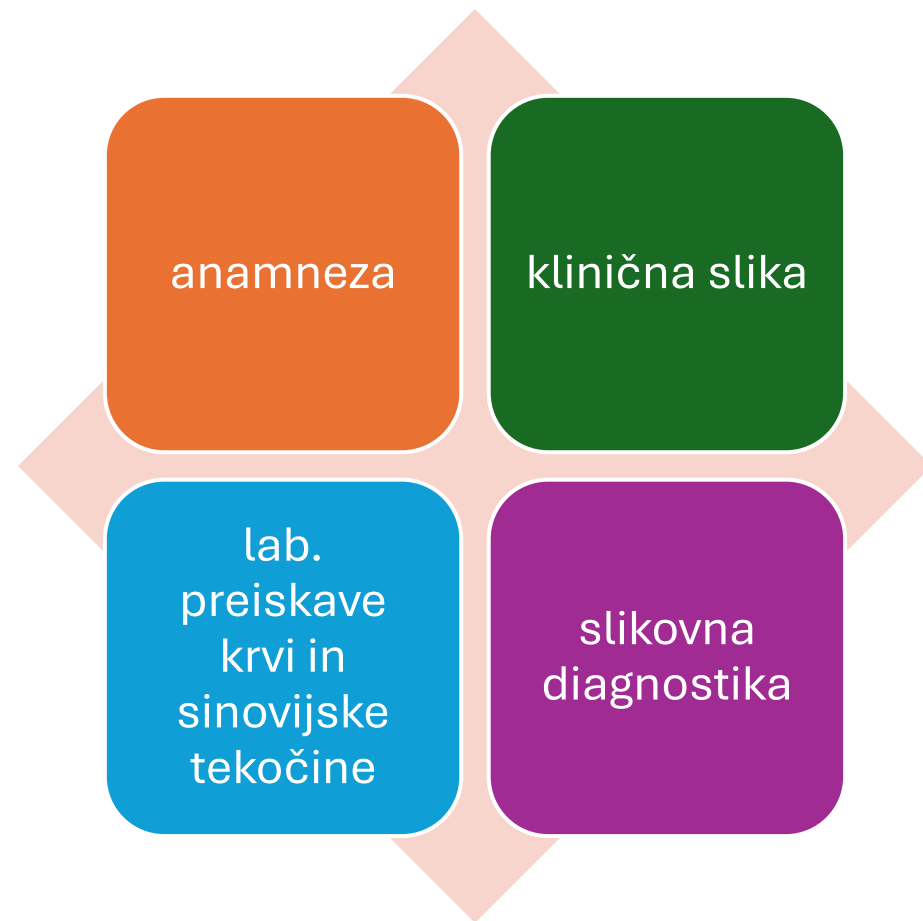 anamneza
klinična slika
lab.
preiskave
krvi in
sinovijske
tekočine
slikovna
diagnostika